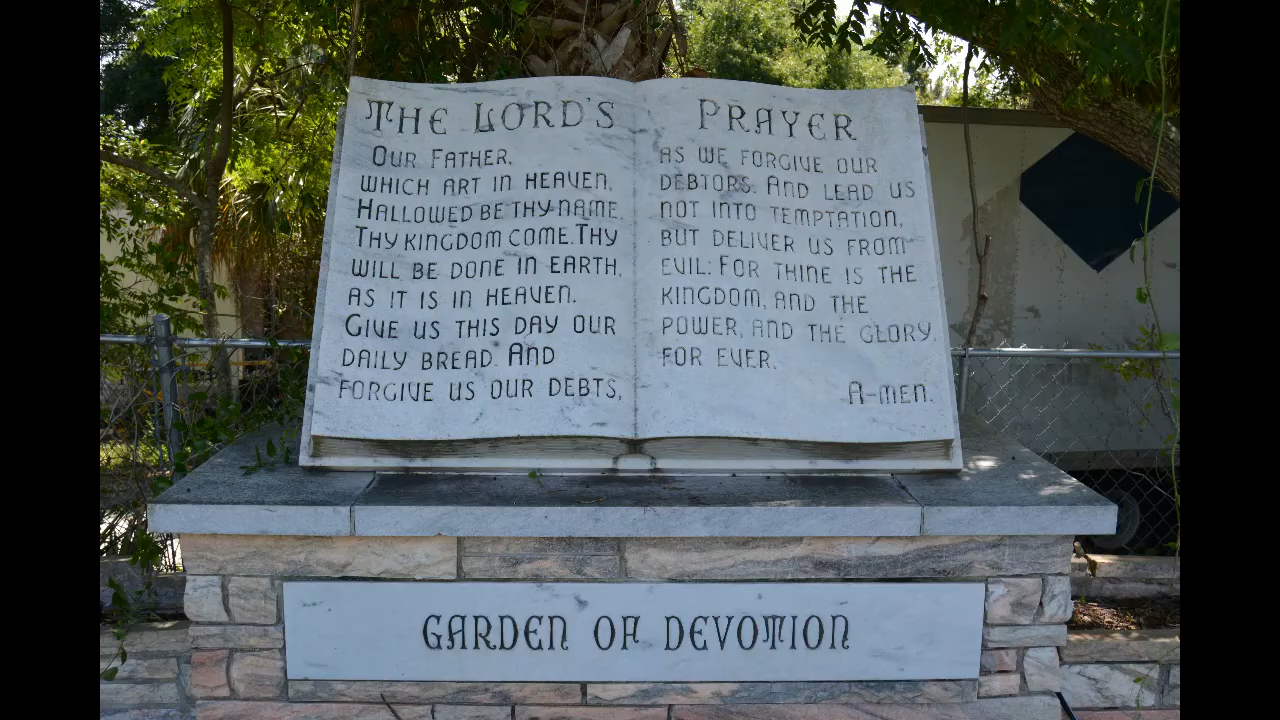 THE LORD'S PRAYER
OUR FATHER,
WHICH ART IN HEAVEN,
HALLOWED BE THY NAME.
THY KINGDOM COME. THY
WILL BE DONE IN EARTH,
AS IT IS IN HEAVEN.
GIVE US THIS DAY OUR
DAILY BREAD. AND
FORGIVE US OUR DEBTS,
AS WE FORGIVE OUR
DEBTORS. AND LEAD US
NOT INTO TEMPTATION,
BUT DELIVER US FROM
EVIL: FOR THINE IS THE
KINGDOM, AND THE
POWER, AND THE GLORY,
FOR EVER.
A-MEN.
GARDEN OF DEVOTION